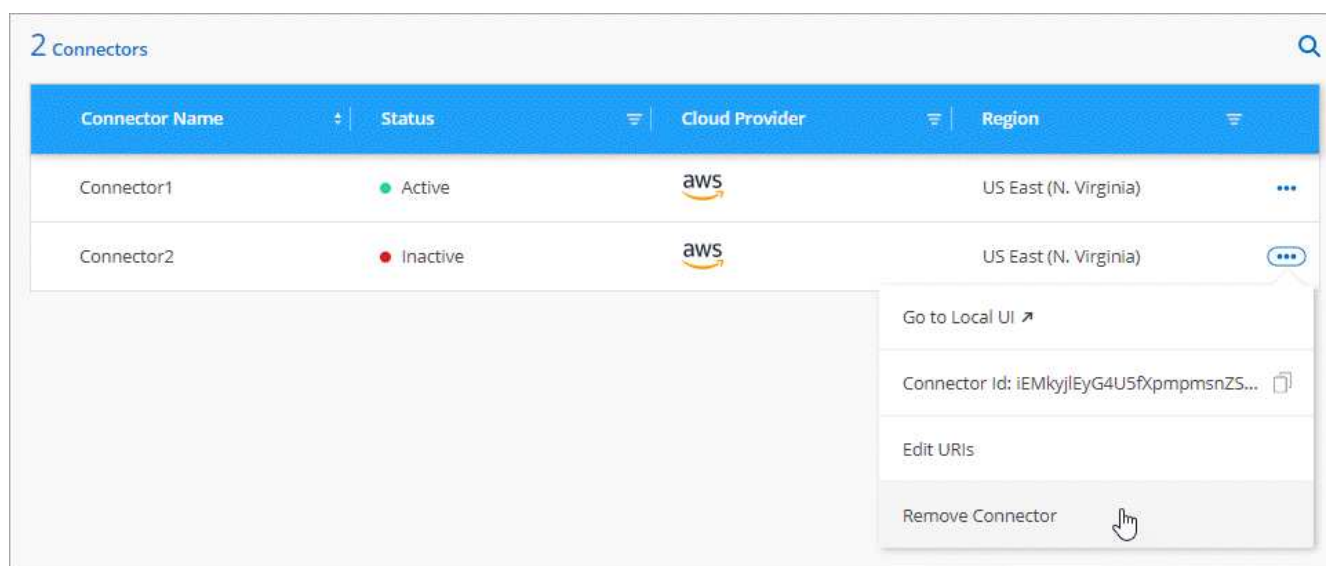 2 Connectors
Connector Name Status Cloud Provider Region
Connector1 Active aws US East (N. Virginia)
Connector2 Inactive aws US East (N. Virginia)
Go to Local UI
Connector Id: iEMkyjlEyG4U5fXpmpmsnZS...
Edit URIs
Remove Connector